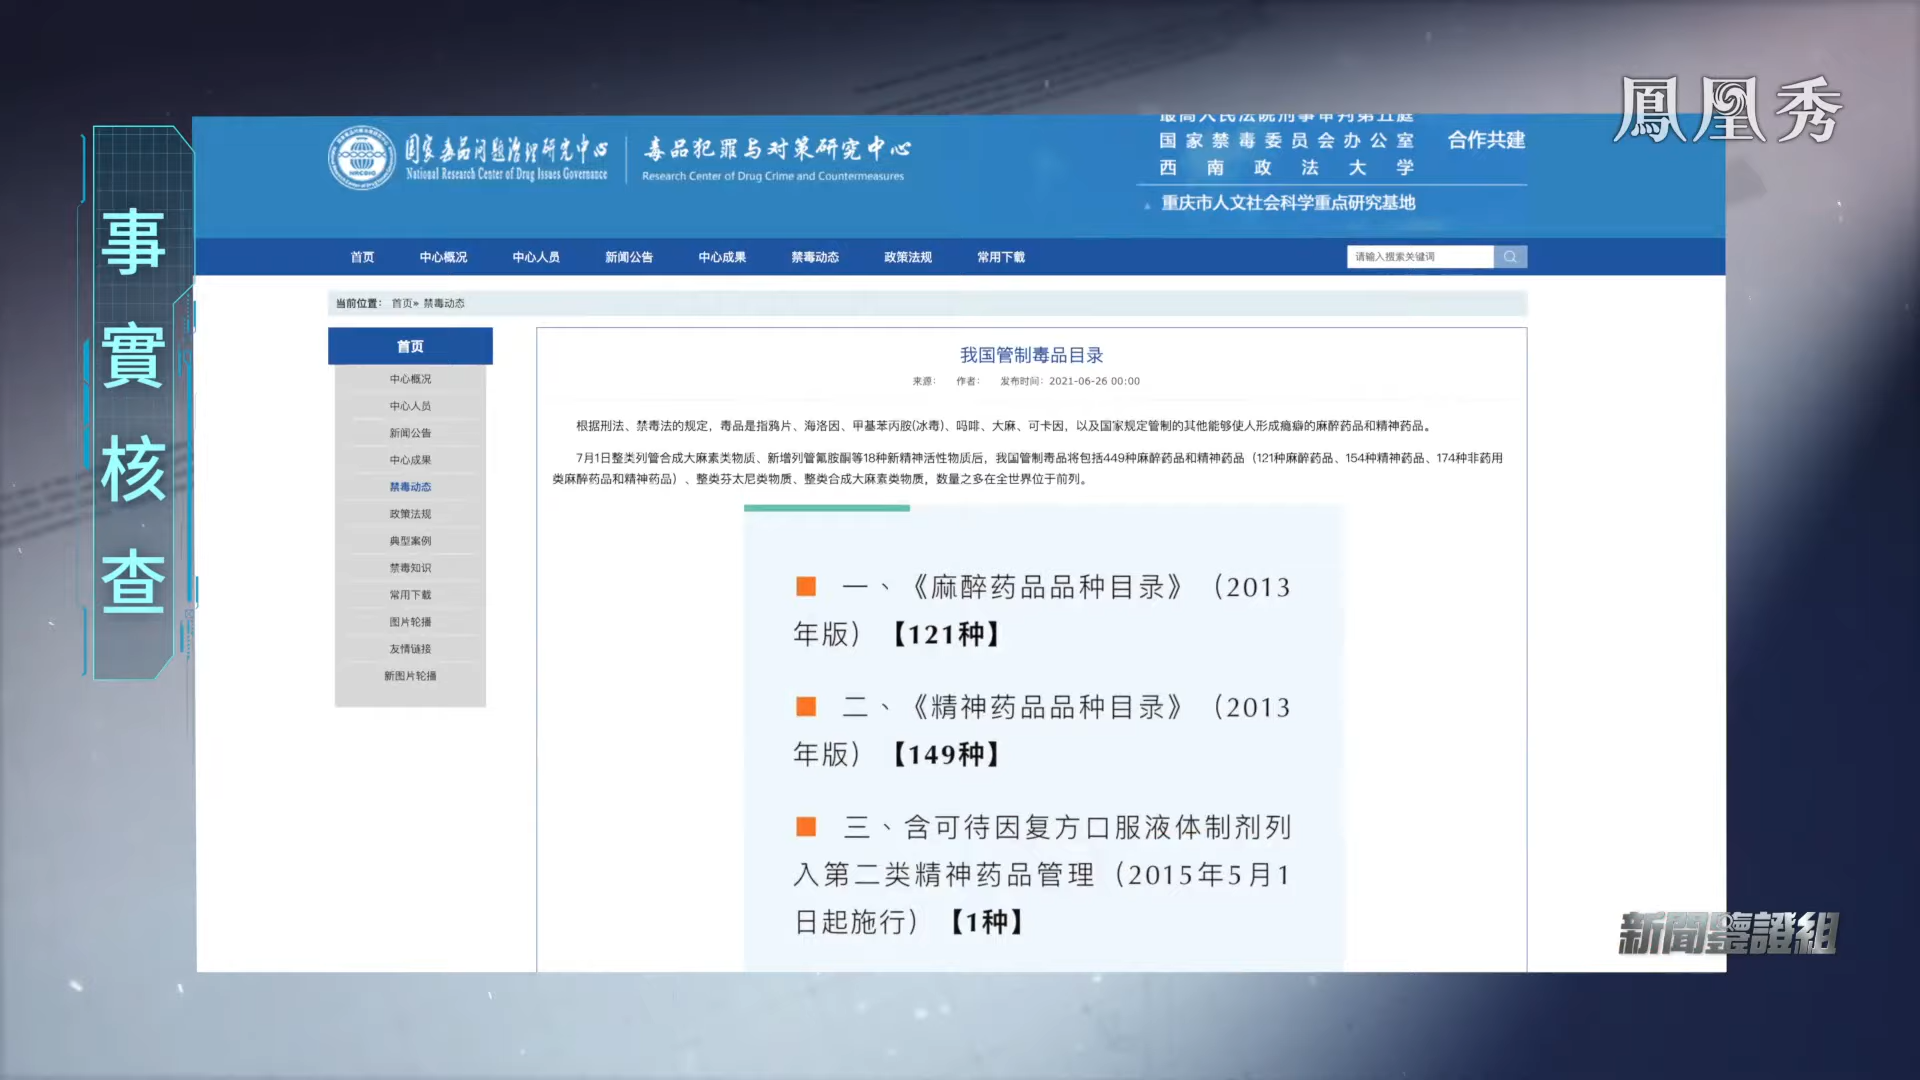 鳳凰秀
事實核查
国家毒品问题治理研究中心
National Research Center of Drug Issues Governance
毒品犯罪与对策研究中心
Research Center of Drug Crime and Countermeasures
最高人民法院刑事审判第五庭
国家禁毒委员会办公室
西南政法大学
合作共建
重庆市人文社会科学重点研究基地
首页 中心概况 中心人员 新闻公告 中心成果 禁毒动态 政策法规 常用下载
请输入搜索关键词
当前位置： 首页» 禁毒动态
首页
中心概况
中心人员
新闻公告
中心成果
禁毒动态
政策法规
典型案例
禁毒知识
常用下载
图片轮播
友情链接
新图片轮播
我国管制毒品目录
来源： 作者： 发布时间：2021-06-26 00:00
根据刑法、禁毒法的规定，毒品是指鸦片、海洛因、甲基苯丙胺(冰毒)、吗啡、大麻、可卡因，以及国家规定管制的其他能够使人形成瘾癖的麻醉药品和精神药品。
7月1日整类列管合成大麻素类物质、新增列管氟胺酮等18种新精神活性物质后，我国管制毒品将包括449种麻醉药品和精神药品（121种麻醉药品、154种精神药品、174种非药用
类麻醉药品和精神药品）、整类芬太尼类物质、整类合成大麻素类物质，数量之多在全世界位于前列。
一、《麻醉药品品种目录》（2013
年版）【121种】
二、《精神药品品种目录》（2013
年版）【149种】
三、含可待因复方口服液体制剂列
入第二类精神药品管理（2015年5月1
日起施行）【1种】
新聞鑒證組